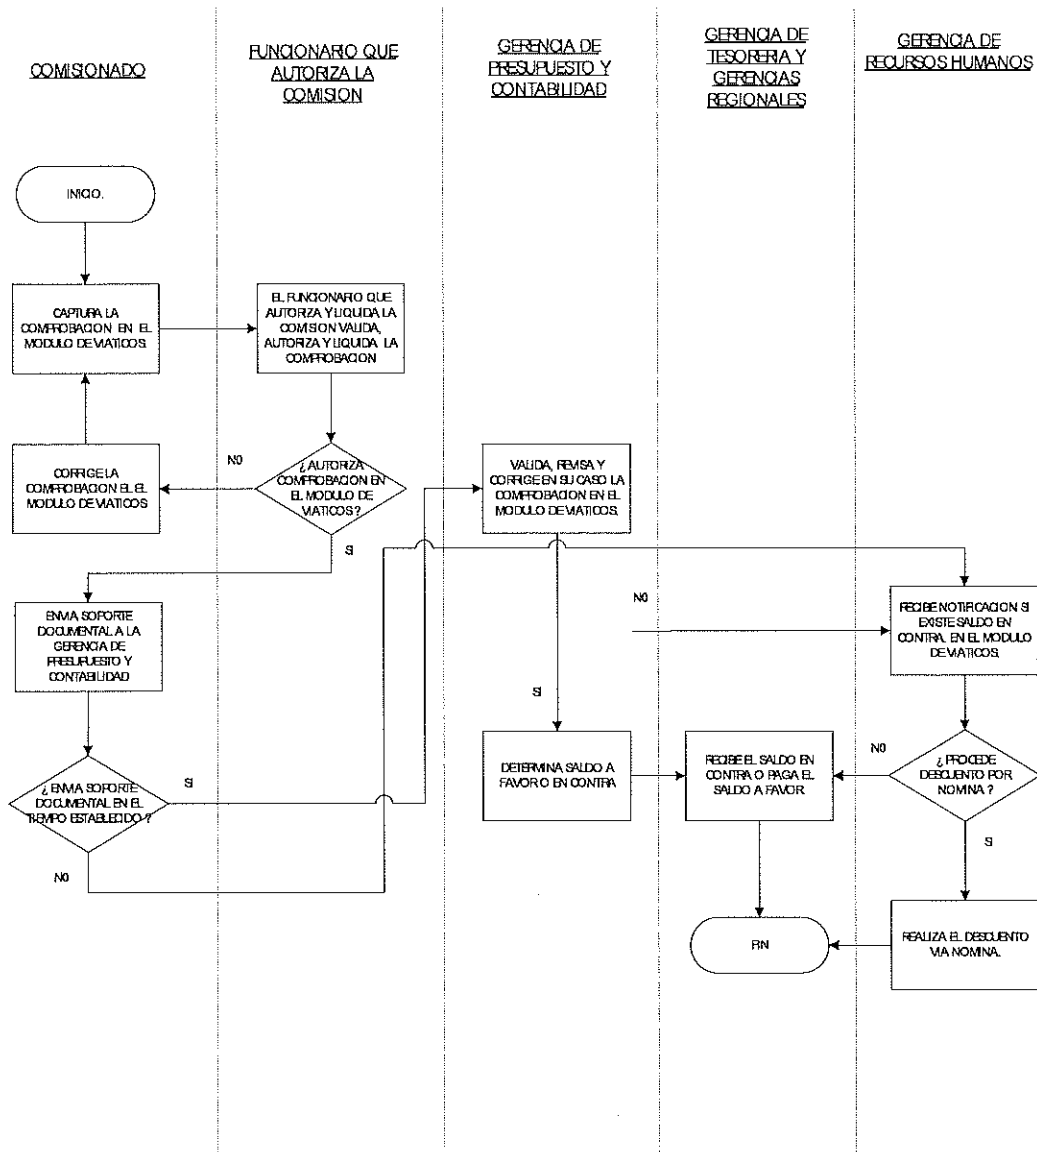 COMISIONADO
FUNCIONARIO QUE
AUTORIZA LA
COMISION
GERENCIA DE
PRESUPUESTO Y
CONTABILIDAD
GERENCIA DE
TESORERIA Y
GERENCIAS
REGIONALES
GERENCIA DE
RECURSOS HUMANOS
INICIO.
CAPTURA LA
COMPROBACION EN EL
MODULO DE VIATICOS.
EL FUNCIONARIO QUE
AUTORIZA Y LIQUIDA LA
COMISION VALIDA,
AUTORIZA Y LIQUIDA LA
COMPROBACION
CORRIGE LA
COMPROBACION EL EL
MODULO DE VIATICOS
NO
¿AUTORIZA
COMPROBACION EN
EL MODULO DE
VIATICOS?
SI
VALIDA, REVISA Y
CORRIGE EN SU CASO LA
COMPROBACION EN EL
MODULO DE VIATICOS.
ENVIA SOPORTE
DOCUMENTAL A LA
GERENCIA DE
PRESUPUESTO Y
CONTABILIDAD
NO
RECIBE NOTIFICACION SI
EXISTE SALDO EN
CONTRA, EN EL MODULO
DE VIATICOS.
SI
¿ENVIA SOPORTE
DOCUMENTAL EN EL
TIEMPO ESTABLECIDO?
SI
NO
DETERMINA SALDO A
FAVOR O EN CONTRA
RECIBE EL SALDO EN
CONTRA O PAGA EL
SALDO A FAVOR
NO
¿PROCEDE
DESCUENTO POR
NOMINA?
SI
FIN
REALIZA EL DESCUENTO
VIA NOMINA.